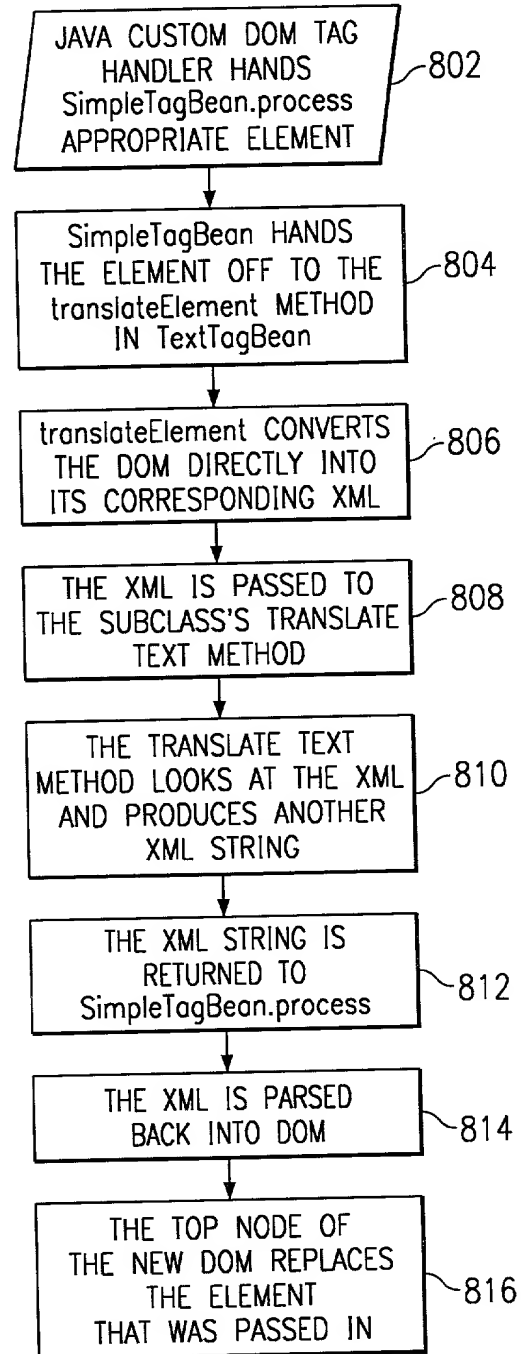 JAVA CUSTOM DOM TAG
HANDLER HANDS
SimpleTagBean.process
APPROPRIATE ELEMENT
802
SimpleTagBean HANDS
THE ELEMENT OFF TO THE
translateElement METHOD
IN TextTagBean
804
translateElement CONVERTS
THE DOM DIRECTLY INTO
ITS CORRESPONDING XML
806
THE XML IS PASSED TO
THE SUBCLASS'S TRANSLATE
TEXT METHOD
808
THE TRANSLATE TEXT
METHOD LOOKS AT THE XML
AND PRODUCES ANOTHER
XML STRING
810
THE XML STRING IS
RETURNED TO
SimpleTagBean.process
812
THE XML IS PARSED
BACK INTO DOM
814
THE TOP NODE OF
THE NEW DOM REPLACES
THE ELEMENT
THAT WAS PASSED IN
816